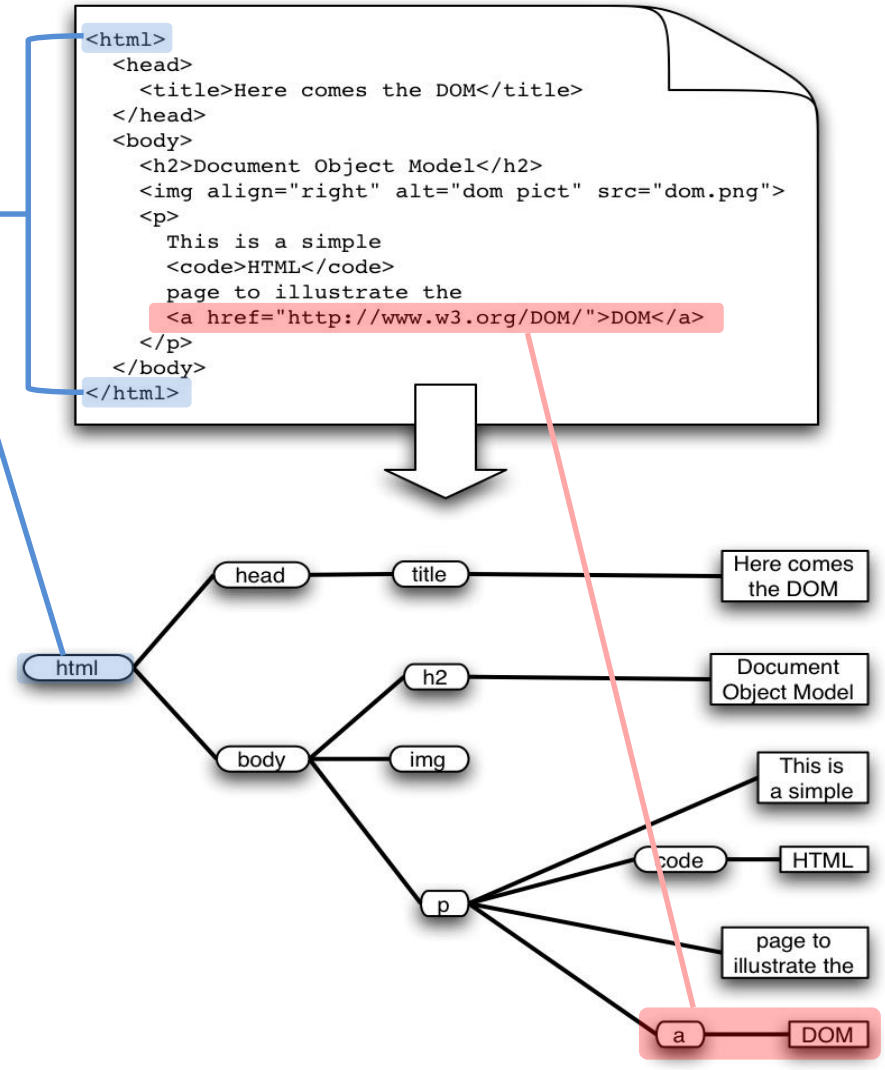 <html>
<head>
<title>Here comes the DOM</title>
</head>
<body>
<h2>Document Object Model</h2>
<img align="right" alt="dom pict" src="dom.png">
<p>
This is a simple
<code>HTML</code>
page to illustrate the
<a href="http://www.w3.org/DOM/">DOM</a>
</p>
</body>
</html>
head
title
Here comes
the DOM
html
h2
Document
Object Model
body
img
This is
a simple
code
HTML
p
page to
illustrate the
a
DOM